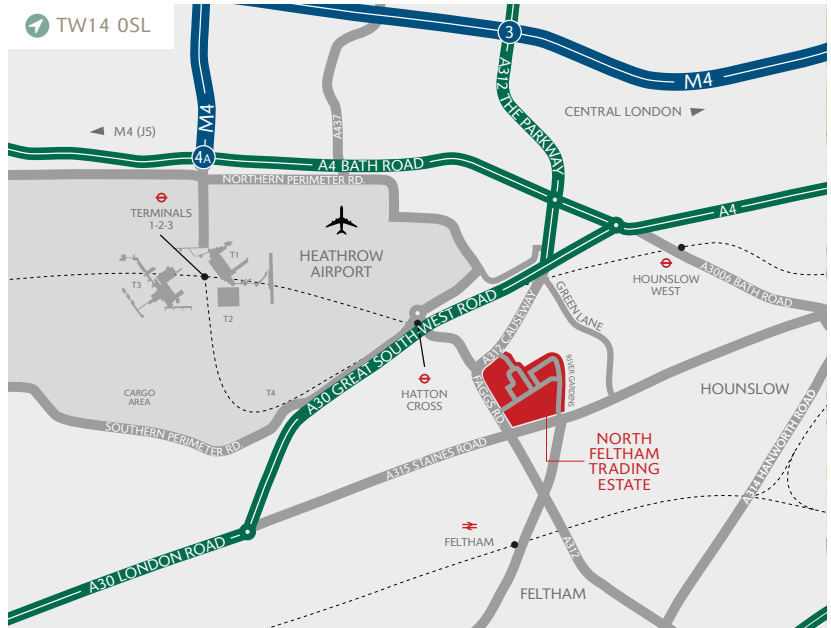 TW14 0SL
3
M4
A312 THE PARKWAY
CENTRAL LONDON
M4
A437
M4 (J5)
4A
A4 BATH ROAD
NORTHERN PERIMETER RD.
TERMINALS
1-2-3
A4
HEATHROW
AIRPORT
T1
T3
T2
HOUNSLOW
WEST
A3006 BATH ROAD
GREEN LANE
A312 CAUSEWAY
A30 GREAT SOUTH-WEST ROAD
RIVER GARDENS
HATTON
CROSS
FAGGS RD.
CARGO
AREA
T4
HOUNSLOW
SOUTHERN PERIMETER RD.
A315 STAINES ROAD
NORTH
FELTHAM
TRADING
ESTATE
A314 HANWORTH ROAD
FELTHAM
A312
A30 LONDON ROAD
FELTHAM